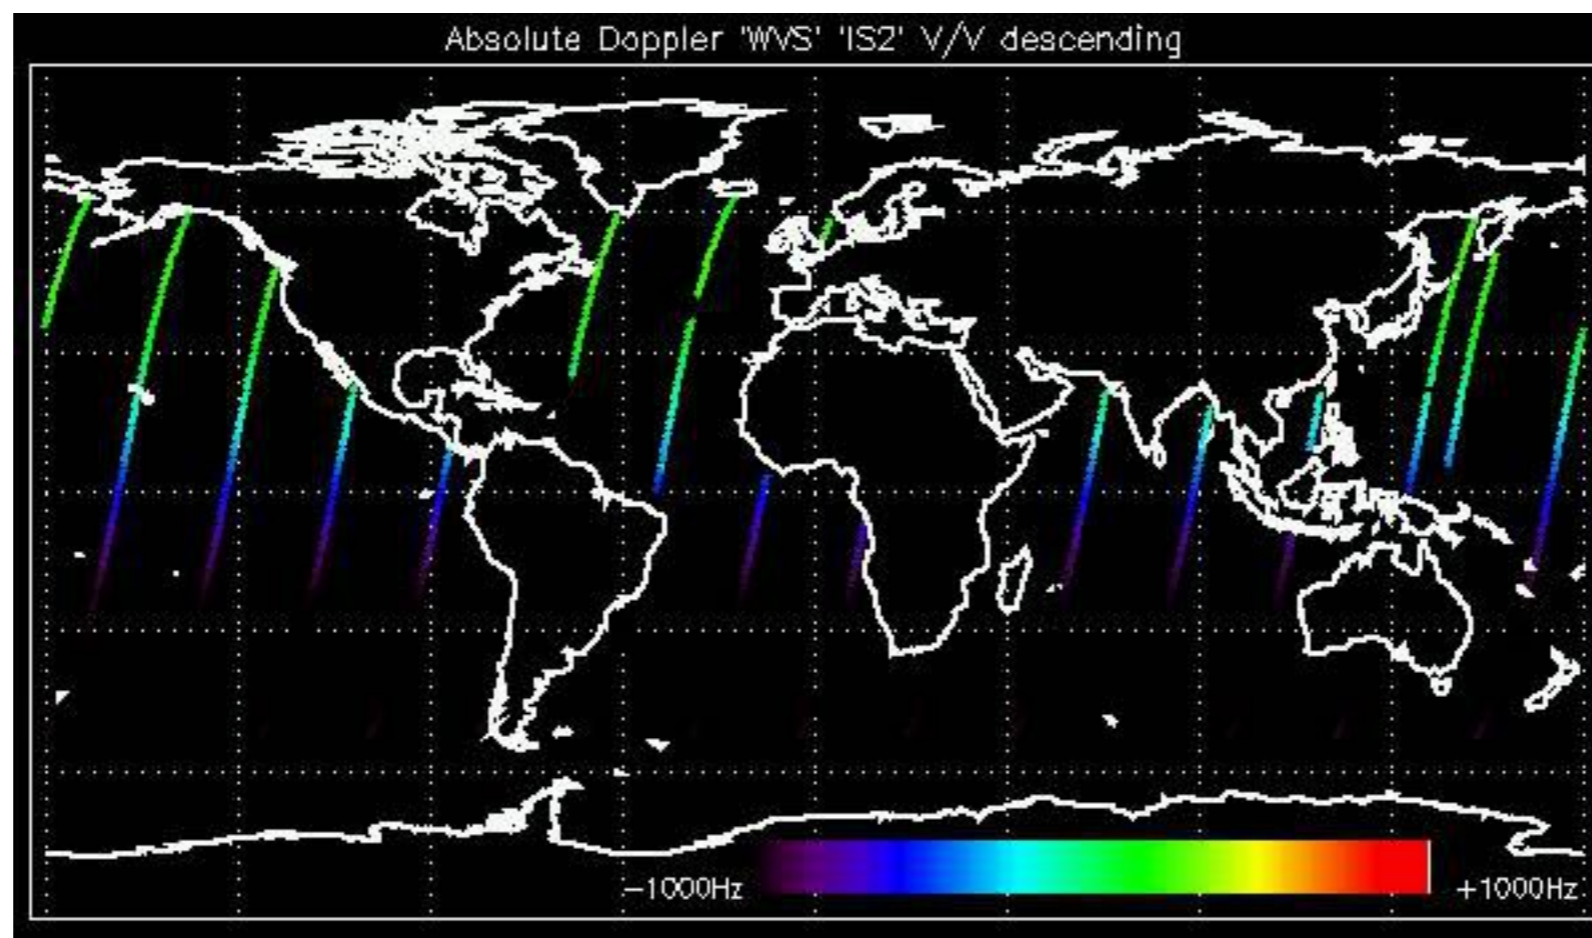 Absolute Doppler 'WVS' 'IS2' V/V descending
−1000Hz +1000Hz